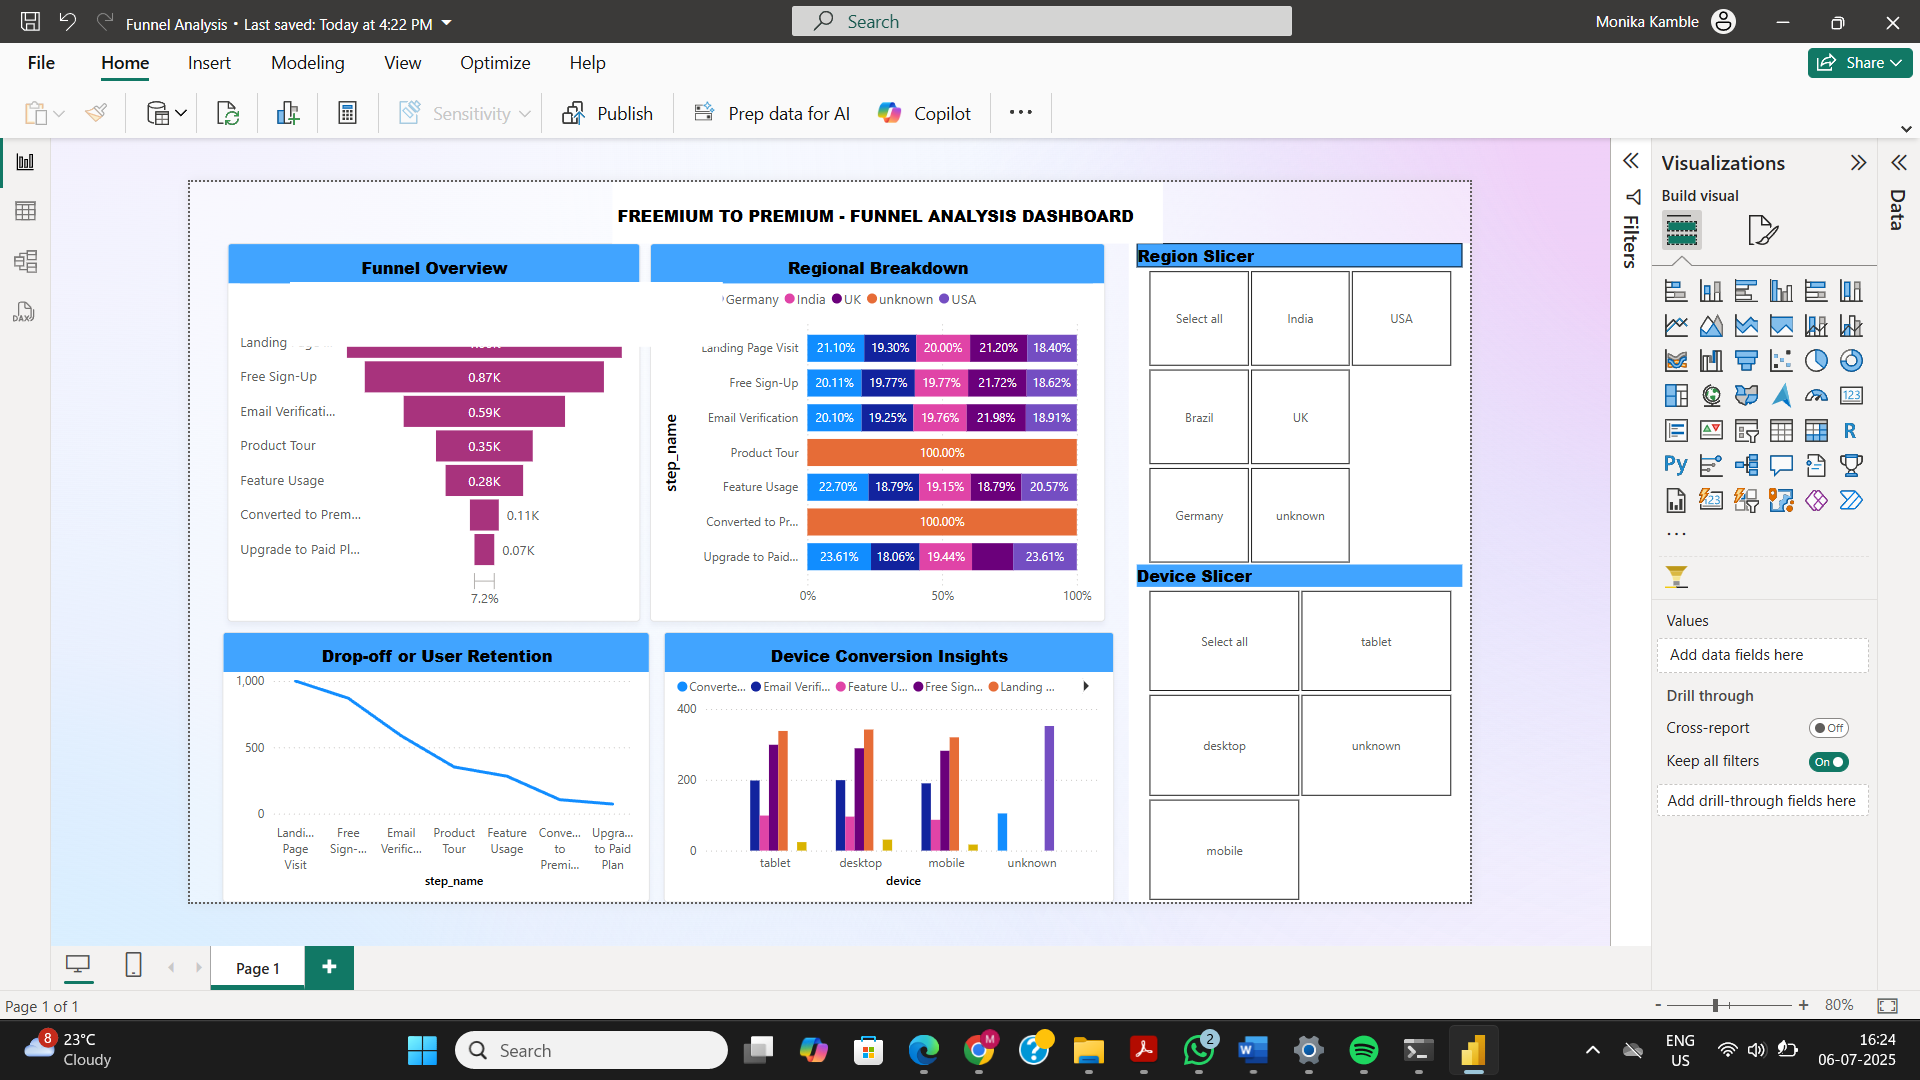 Funnel Analysis • Last saved: Today at 4:22 PM
Search
Monika Kamble
File Home Insert Modeling View Optimize Help
Share
Sensitivity
Publish
Prep data for AI
Copilot
FREEMIUM TO PREMIUM - FUNNEL ANALYSIS DASHBOARD
Funnel Overview
Landing
Free Sign-Up
0.87K
Email Verificati...
0.59K
Product Tour
0.35K
Feature Usage
0.28K
Converted to Prem...
0.11K
Upgrade to Paid Pl...
0.07K
7.2%
Regional Breakdown
Germany India UK unknown USA
step_name
Landing Page Visit 21.10% 19.30% 20.00% 21.20% 18.40%
Free Sign-Up 20.11% 19.77% 19.77% 21.72% 18.62%
Email Verification 20.10% 19.25% 19.76% 21.98% 18.91%
Product Tour 100.00%
Feature Usage 22.70% 18.79% 19.15% 18.79% 20.57%
Converted to Pr... 100.00%
Upgrade to Paid... 23.61% 18.06% 19.44% 23.61%
0% 50% 100%
Region Slicer
Select all India USA
Brazil UK
Germany unknown
Device Slicer
Select all tablet
desktop unknown
mobile
Drop-off or User Retention
1,000
500
0
Landi... Page Visit
Free Sign-...
Email Verific...
Product Tour
Feature Usage
Conve... to Premi...
Upgra... to Paid Plan
step_name
Device Conversion Insights
Converte... Email Verifi... Feature U... Free Sign... Landing ...
400
200
0
tablet desktop mobile unknown
device
Filters
Visualizations
Build visual
123
R
Py
123
...
Values
Add data fields here
Drill through
Cross-report Off
Keep all filters On
Add drill-through fields here
Data
DAX
Page 1
Page 1 of 1
- + 80%
8
23°C
Cloudy
Search
M
2
ENG
US
16:24
06-07-2025